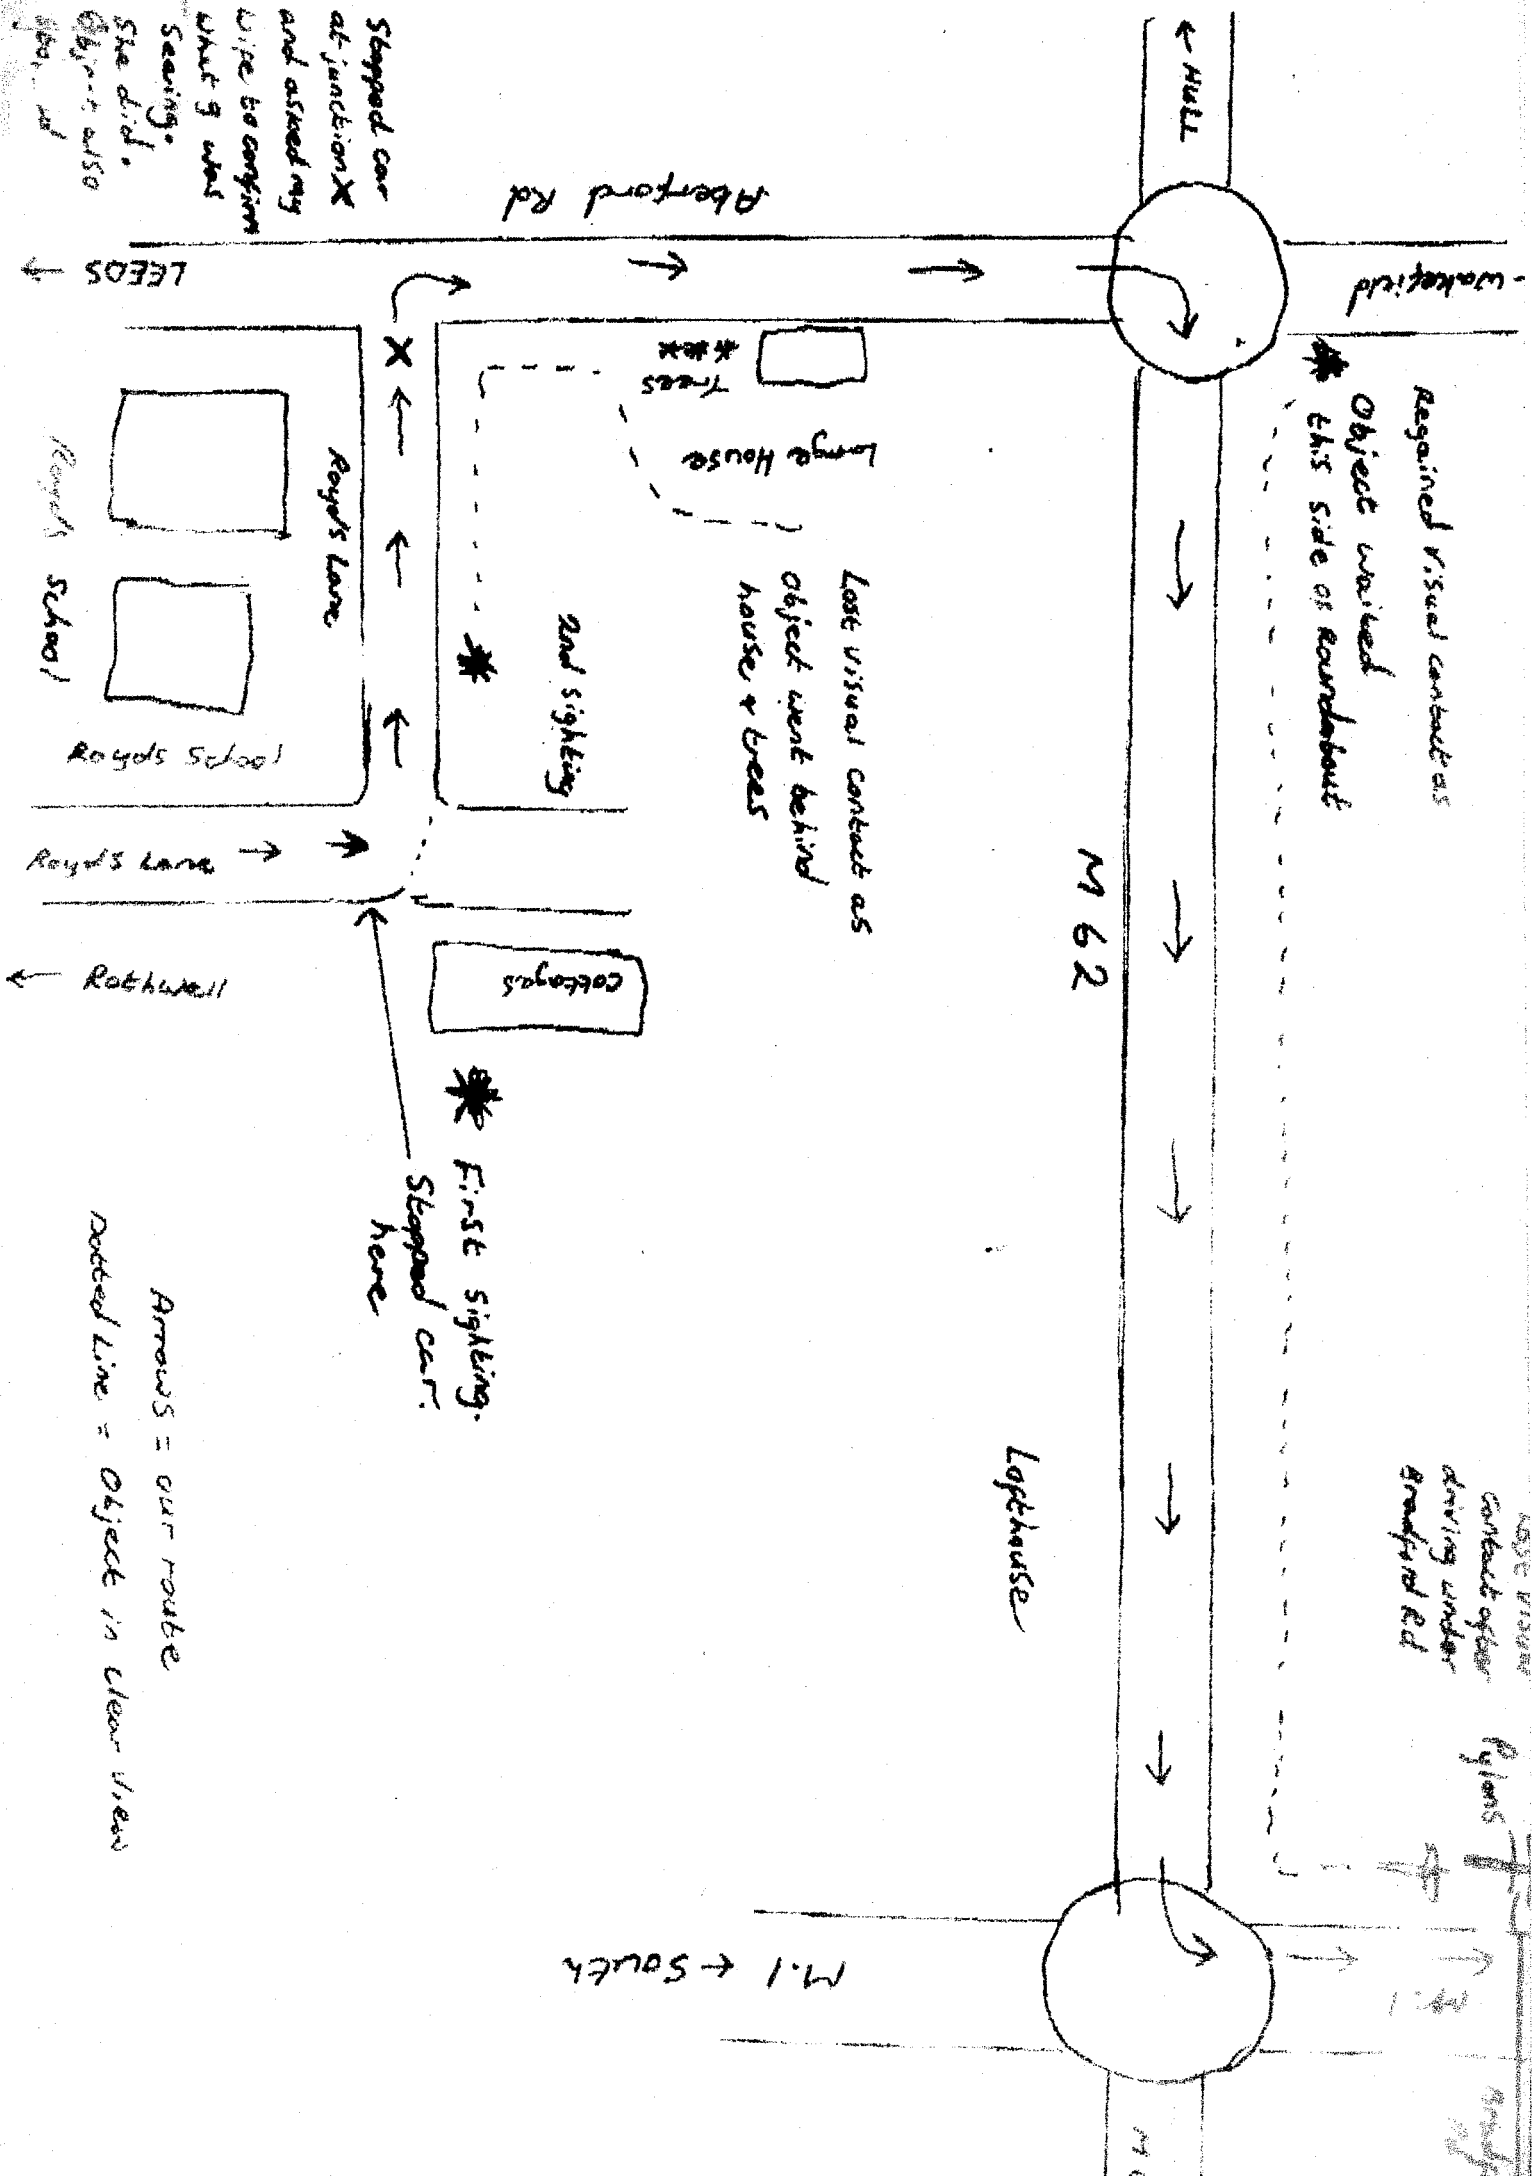 Stopped car
at junction X
and asked my
wife to confirm
what I was
seeing.
She did.
also
← HULL
Aberford Rd
← LEEDS
- Wakefield
Regained visual contact as
Object waited
this side of Roundabout
Trees
Large House
Royds Lane
Royds School
Royds School
2nd sighting
Lost visual contact as
object went behind
house & trees
M62
Royds Lane
← Rothwell
Cottages
First sighting.
Stopped car.
here
Lofthouse
contact after
driving under
Bradford Rd
Pylons
Arrows = our route
Dotted Line = Object in clear view
M.1 ← South
M.1